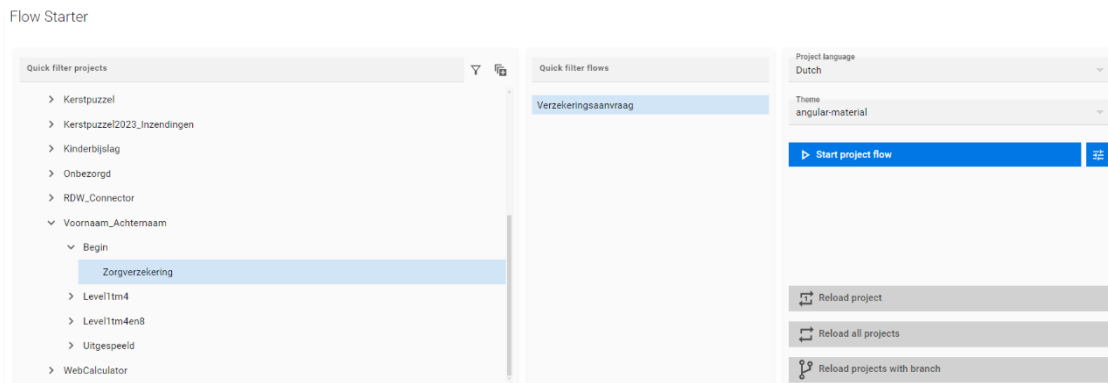 Flow Starter
Quick filter projects
Kerstpuzzel
Kerstpuzzel2023_Inzendingen
Kinderbijslag
Onbezorgd
RDW_Connector
Voornaam_Achternaam
Begin
Zorgverzekering
Level1tm4
Level1tm4en8
Uitgespeeld
WebCalculator
Quick filter flows
Verzekeringsaanvraag
Project language
Dutch
Theme
angular-material
Start project flow
Reload project
Reload all projects
Reload projects with branch